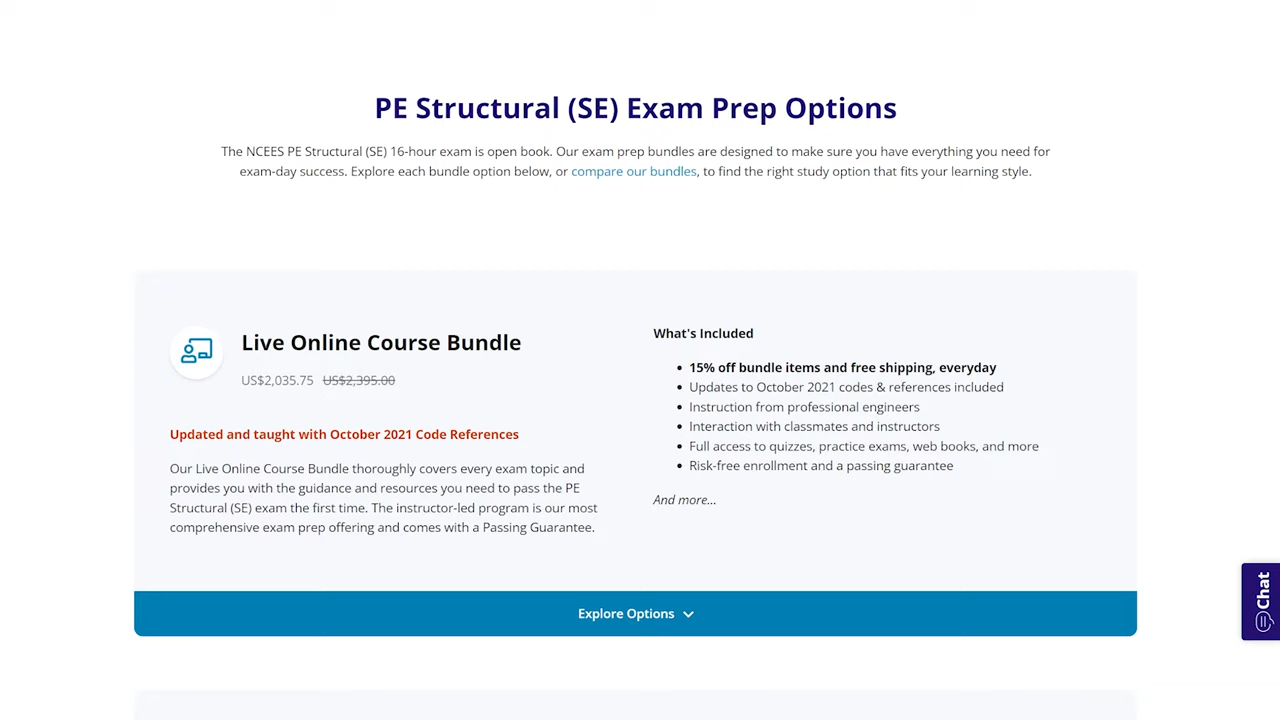 PE Structural (SE) Exam Prep Options
The NCEES PE Structural (SE) 16-hour exam is open book. Our exam prep bundles are designed to make sure you have everything you need for
exam-day success. Explore each bundle option below, or compare our bundles, to find the right study option that fits your learning style.
Live Online Course Bundle
US$2,035.75 US$2,395.00
Updated and taught with October 2021 Code References
Our Live Online Course Bundle thoroughly covers every exam topic and
provides you with the guidance and resources you need to pass the PE
Structural (SE) exam the first time. The instructor-led program is our most
comprehensive exam prep offering and comes with a Passing Guarantee.
What's Included
• 15% off bundle items and free shipping, everyday
• Updates to October 2021 codes & references included
• Instruction from professional engineers
• Interaction with classmates and instructors
• Full access to quizzes, practice exams, web books, and more
• Risk-free enrollment and a passing guarantee
And more...
Explore Options
Chat